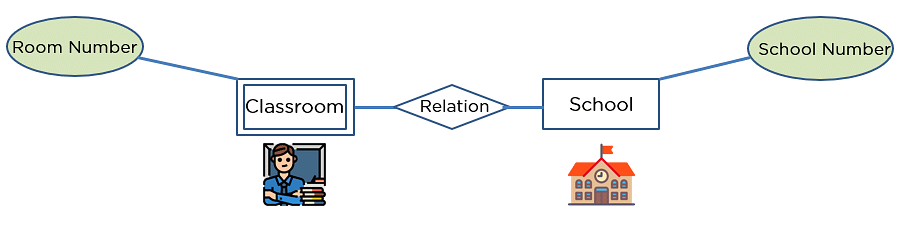 Room Number
School Number
Classroom
Relation
School